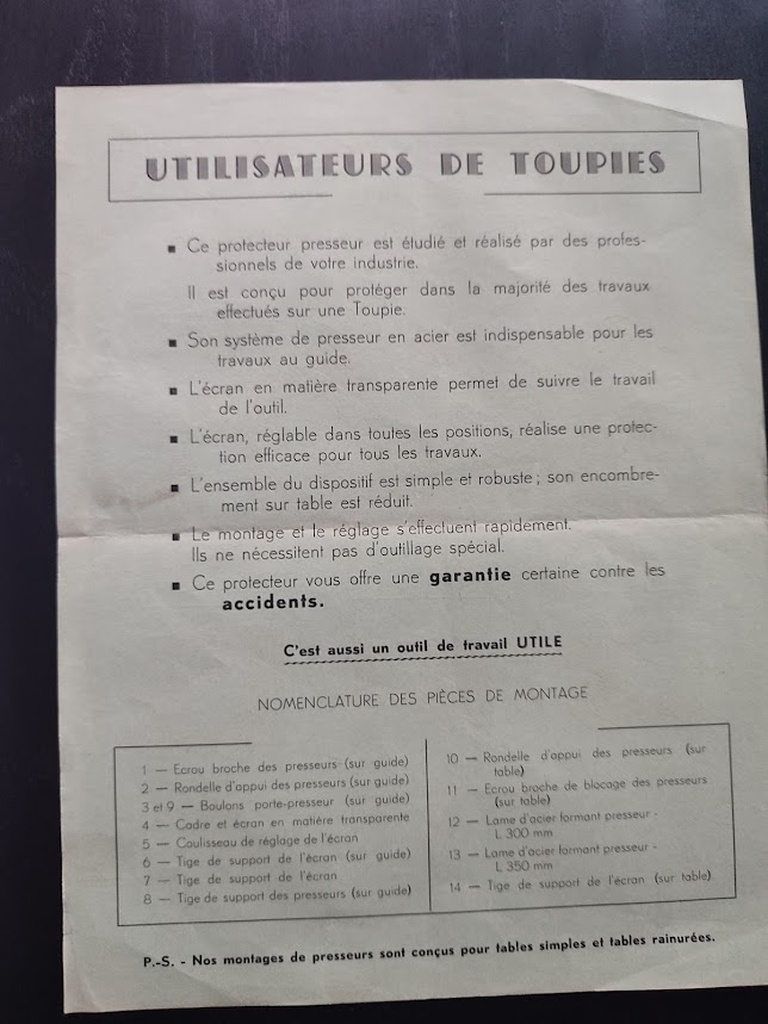 UTILISATEURS DE TOUPIES
■ Ce protecteur presseur est étudié et réalisé par des profes-
sionnels de votre industrie.
Il est conçu pour protéger dans la majorité des travaux
effectués sur une Toupie.
■ Son système de presseur en acier est indispensable pour les
travaux au guide.
■ L'écran en matière transparente permet de suivre le travail
de l'outil.
■ L'écran, réglable dans toutes les positions, réalise une protec-
tion efficace pour tous les travaux.
■ L'ensemble du dispositif est simple et robuste ; son encombre-
ment sur table est réduit.
■ Le montage et le réglage s'effectuent rapidement.
Ils ne nécessitent pas d'outillage spécial.
■ Ce protecteur vous offre une garantie certaine contre les
accidents.
C'est aussi un outil de travail UTILE
NOMENCLATURE DES PIÈCES DE MONTAGE
1 — Ecrou broche des presseurs (sur guide)
2 — Rondelle d'appui des presseurs (sur guide)
3 et 9 — Boulons porte-presseur (sur guide)
4 — Cadre et écran en matière transparente
5 — Coulisseau de réglage de l'écran
6 — Tige de support de l'écran (sur guide)
7 — Tige de support de l'écran
8 — Tige de support des presseurs (sur guide)
10 — Rondelle d'appui des presseurs (sur
table)
11 — Ecrou broche de blocage des presseurs
(sur table)
12 — Lame d'acier formant presseur -
L. 300 mm
13 — Lame d'acier formant presseur -
L 350 mm
14 — Tige de support de l'écran (sur table)
P.-S. - Nos montages de presseurs sont conçus pour tables simples et tables rainurées.